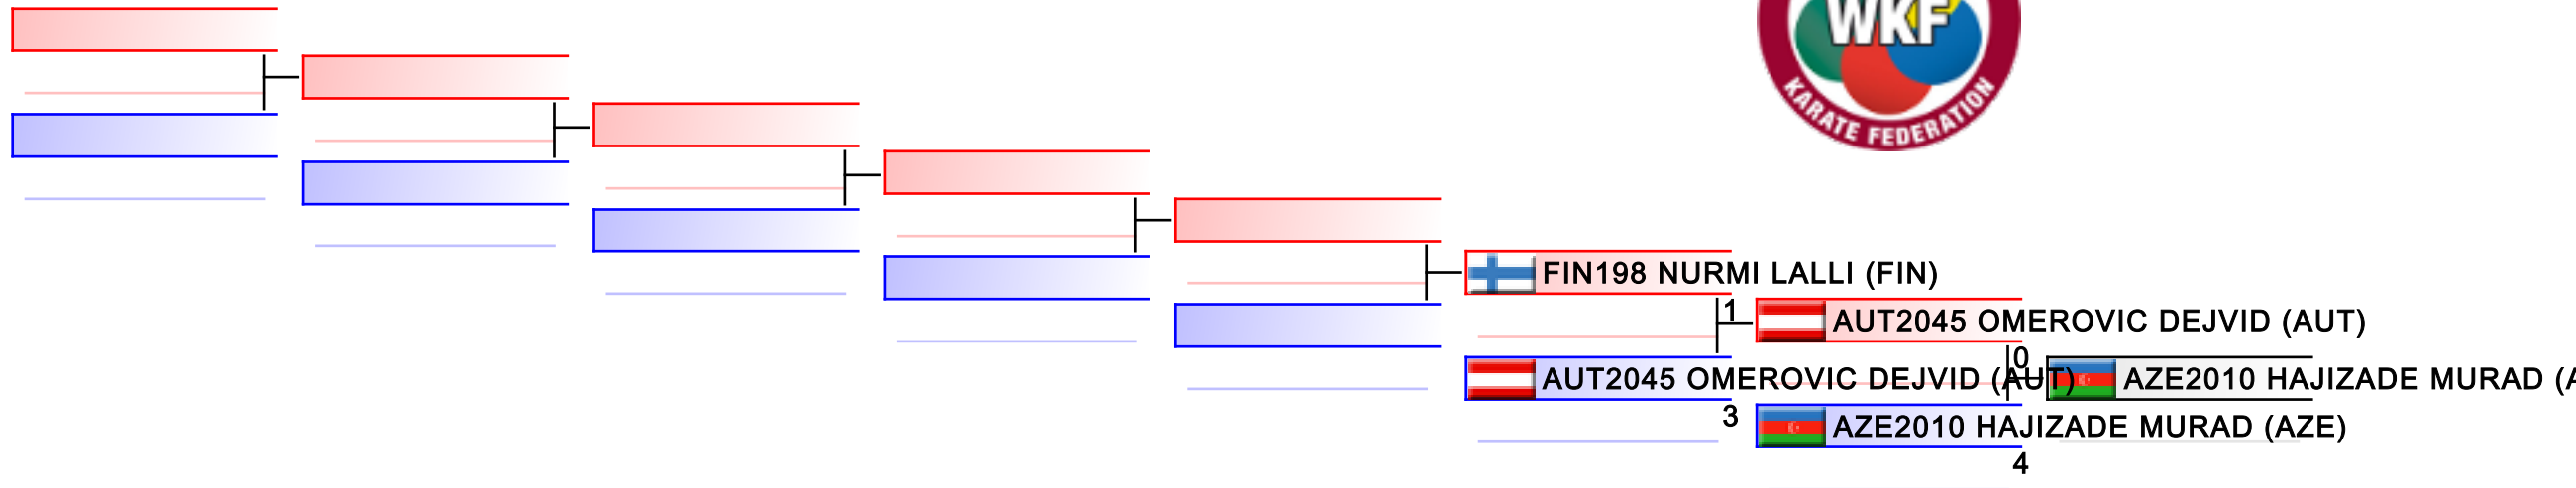 WKF
KARATE FEDERATION
FIN198 NURMI LALLI (FIN)
1
AUT2045 OMEROVIC DEJVID (AUT)
0
AUT2045 OMEROVIC DEJVID (AUT)
AZE2010 HAJIZADE MURAD (A
3
AZE2010 HAJIZADE MURAD (AZE)
4